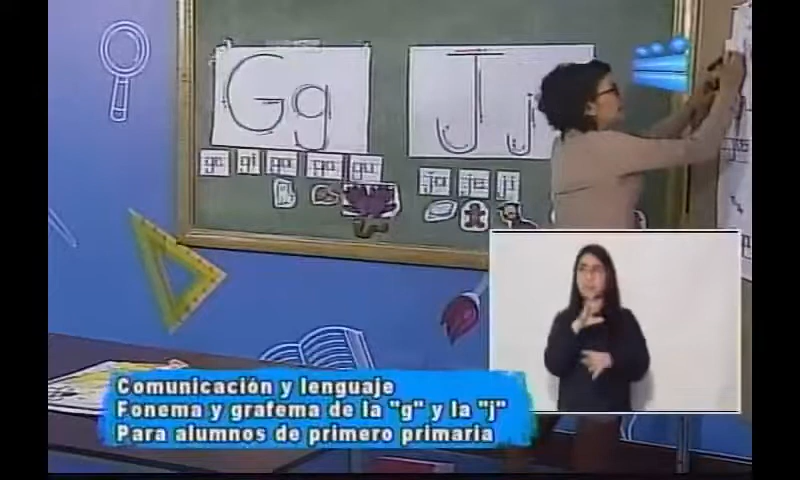 Gg
Jj
ge gi ga go gu
ja je ji
Comunicación y lenguaje
Fonema y grafema de la "g" y la "j"
Para alumnos de primero primaria